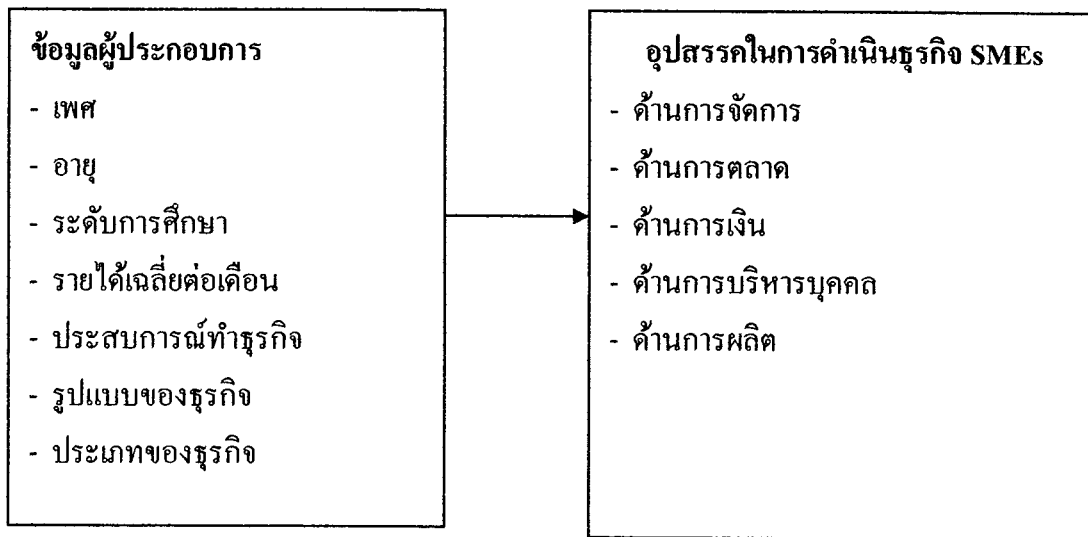 ข้อมูลผู้ประกอบการ
- เพศ
- อายุ
- ระดับการศึกษา
- รายได้เฉลี่ยต่อเดือน
- ประสบการณ์ทำธุรกิจ
- รูปแบบของธุรกิจ
- ประเภทของธุรกิจ
อุปสรรคในการดำเนินธุรกิจ SMEs
- ด้านการจัดการ
- ด้านการตลาด
- ด้านการเงิน
- ด้านการบริหารบุคคล
- ด้านการผลิต